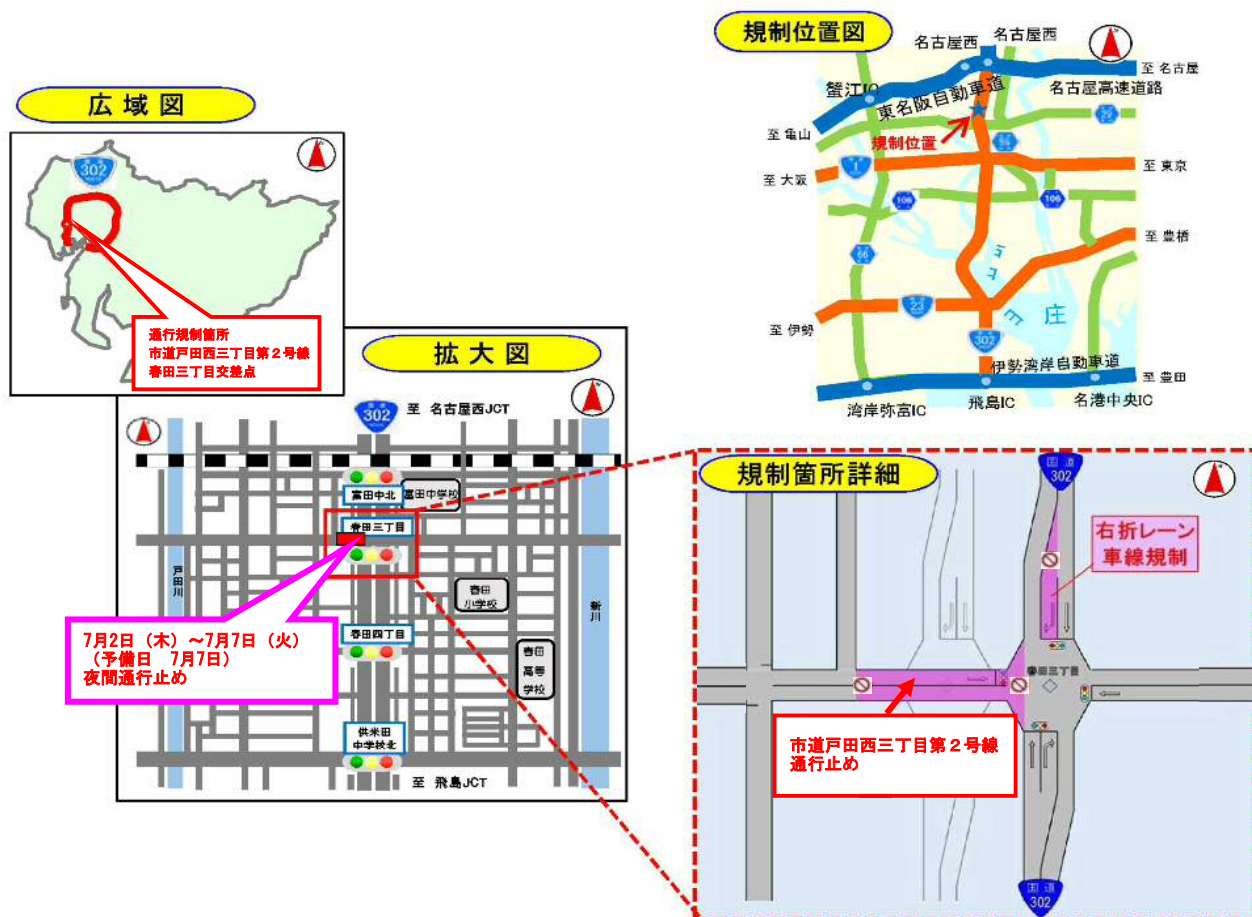 広域図
302
通行規制箇所
市道戸田西三丁目第2号線
春田三丁目交差点
規制位置図
名古屋西
名古屋西
至 名古屋
蟹江IC
東名阪自動車道
名古屋高速道路
至 亀山
規制位置
至 大阪
1
至 東京
106
106
66
至 豊橋
23
庄
至 伊勢
302
伊勢湾岸自動車道
至 豊田
湾岸弥富IC
飛島IC
名港中央IC
拡大図
302
至 名古屋西JCT
富田中北
富田中学校
春田三丁目
戸田川
春田
小学校
新川
7月2日（木）～7月7日（火）
（予備日 7月7日）
夜間通行止め
春田四丁目
春田
高等
学校
供米田
中学校北
至 飛島JCT
規制箇所詳細
国道
302
右折レーン
車線規制
春田三丁目
市道戸田西三丁目第2号線
通行止め
国道
302